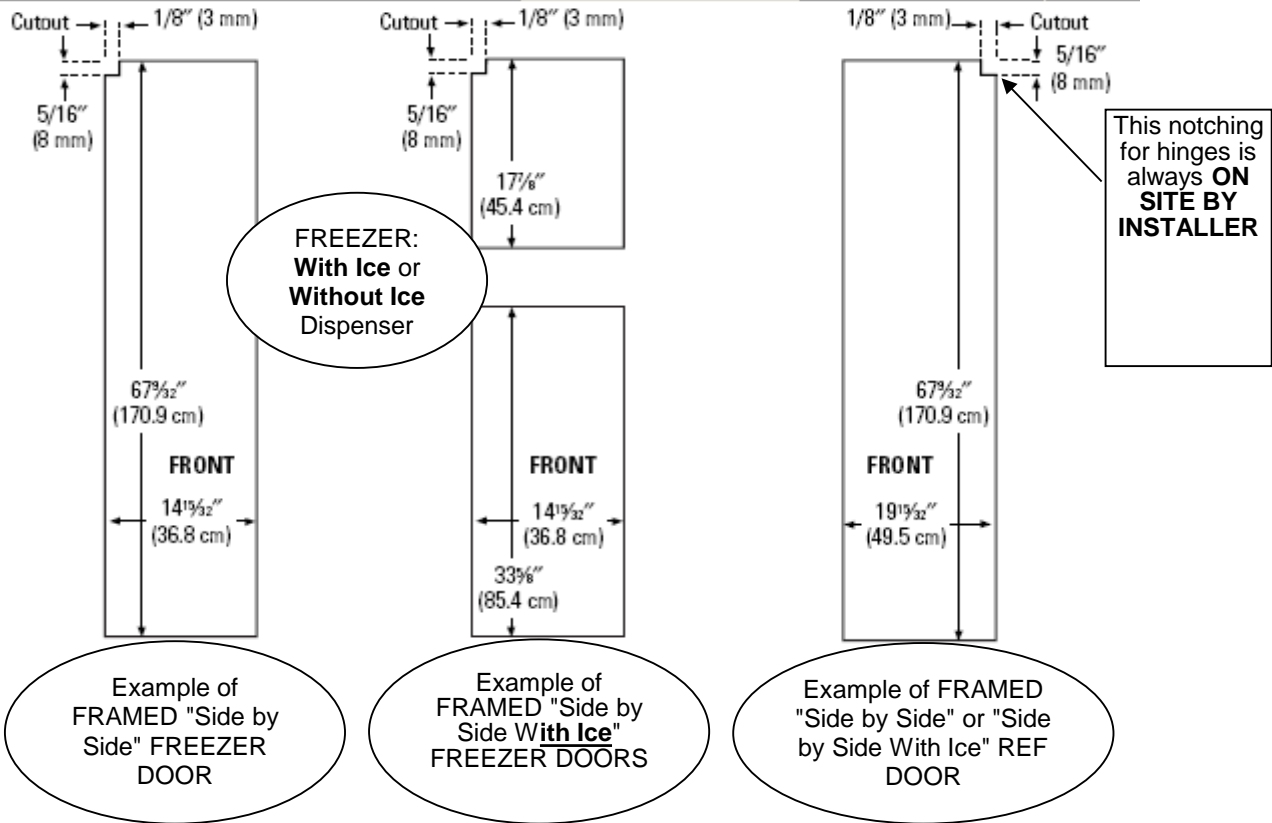 Cutout
1/8″ (3 mm)
5/16″
(8 mm)
67⁹⁄₃₂″
(170.9 cm)
FRONT
14¹⁵⁄₃₂″
(36.8 cm)
Example of
FRAMED "Side by
Side" FREEZER
DOOR
FREEZER:
With Ice or
Without Ice
Dispenser
Cutout
1/8″ (3 mm)
5/16″
(8 mm)
17⅞″
(45.4 cm)
FRONT
14¹⁵⁄₃₂″
(36.8 cm)
33⅝″
(85.4 cm)
Example of
FRAMED "Side by
Side With Ice"
FREEZER DOORS
1/8″ (3 mm)
Cutout
5/16″
(8 mm)
67⁹⁄₃₂″
(170.9 cm)
FRONT
19¹⁵⁄₃₂″
(49.5 cm)
Example of FRAMED
"Side by Side" or "Side
by Side With Ice" REF
DOOR
This notching
for hinges is
always ON
SITE BY
INSTALLER